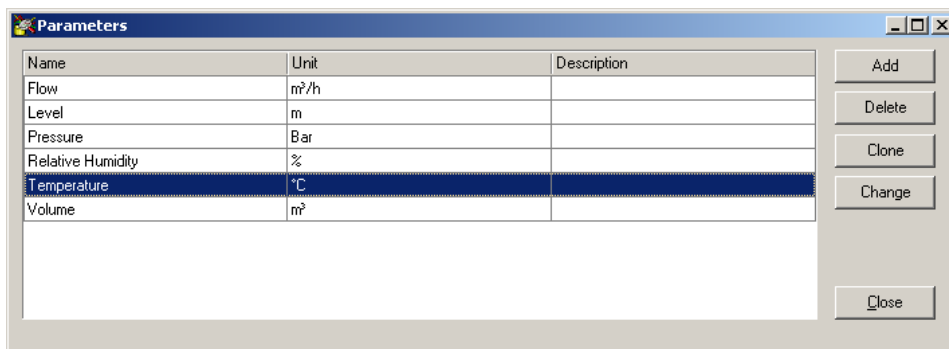 Parameters
Name Unit Description
Flow m³/h
Level m
Pressure Bar
Relative Humidity %
Temperature °C
Volume m³
Add
Delete
Clone
Change
Close